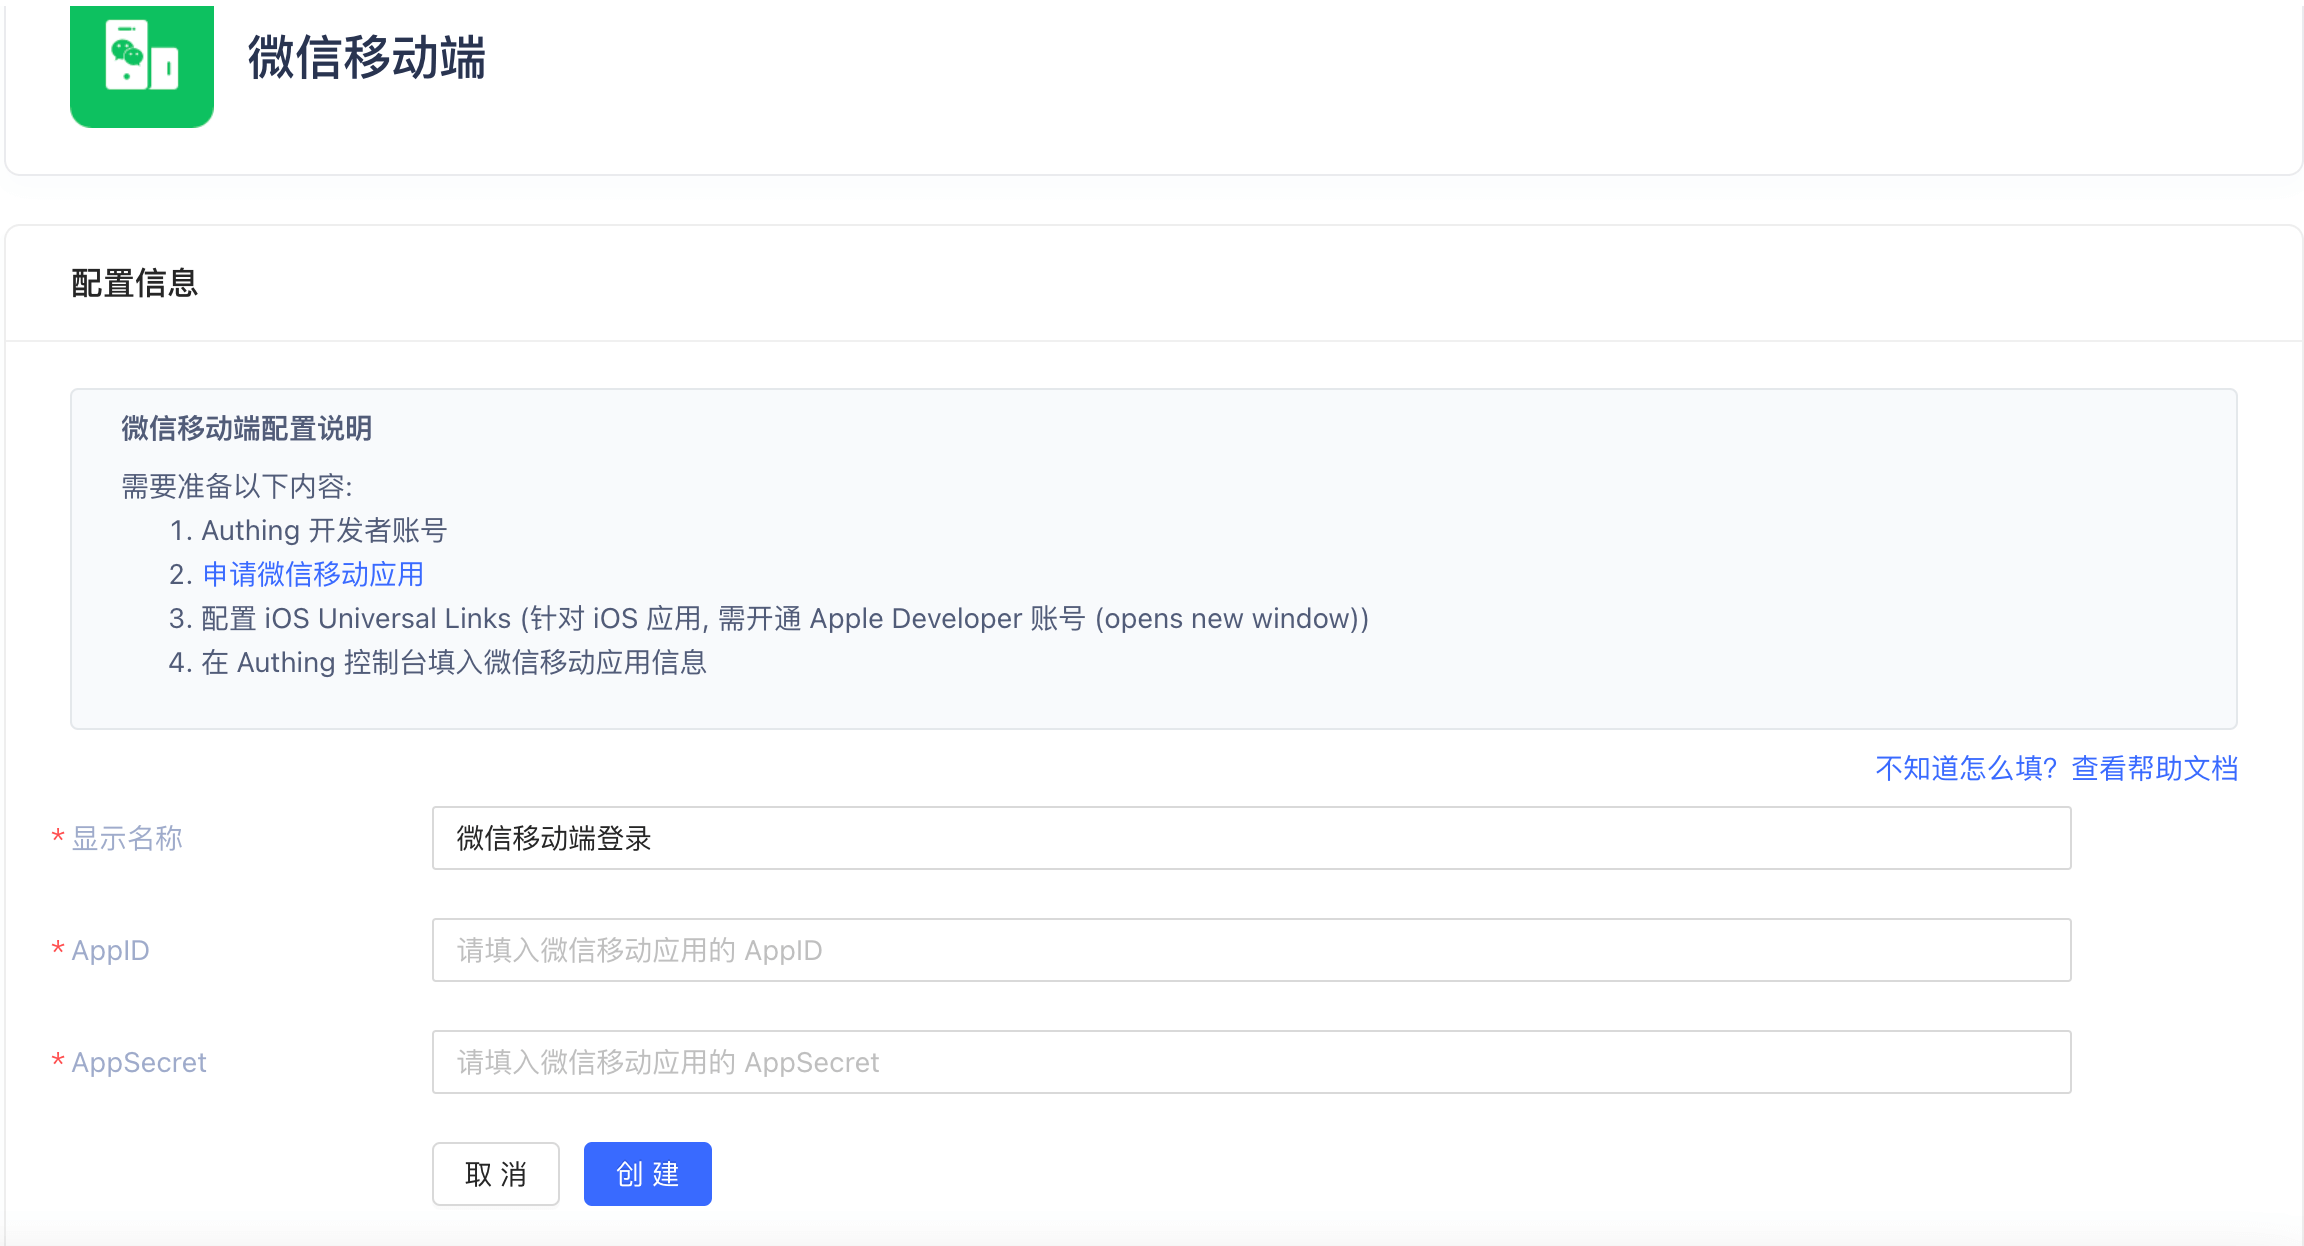 微信移动端
配置信息
微信移动端配置说明
需要准备以下内容:
1. Authing 开发者账号
2. 申请微信移动应用
3. 配置 iOS Universal Links (针对 iOS 应用, 需开通 Apple Developer 账号 (opens new window))
4. 在 Authing 控制台填入微信移动应用信息
不知道怎么填? 查看帮助文档
* 显示名称 微信移动端登录
* AppID 请填入微信移动应用的 AppID
* AppSecret 请填入微信移动应用的 AppSecret
取 消 创 建